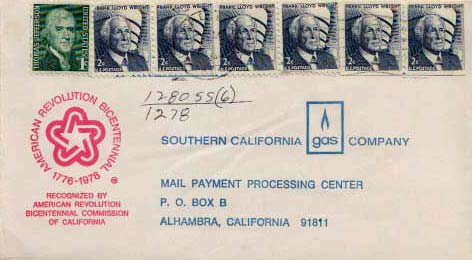 THOMAS JEFFERSON
UNITED STATES
1c
FRANK LLOYD WRIGHT
2c
U.S. POSTAGE
FRANK LLOYD WRIGHT
2c
U.S. POSTAGE
FRANK LLOYD WRIGHT
2c
U.S. POSTAGE
FRANK LLOYD WRIGHT
2c
U.S. POSTAGE
FRANK LLOYD WRIGHT
2c
U.S. POSTAGE
FRANK LLOYD WRIGHT
2c
U.S. POSTAGE
128055(6)
1278
AMERICAN REVOLUTION BICENTENNIAL
1776-1976
RECOGNIZED BY
AMERICAN REVOLUTION
BICENTENNIAL COMMISSION
OF CALIFORNIA
SOUTHERN CALIFORNIA gas COMPANY
MAIL PAYMENT PROCESSING CENTER
P. O. BOX B
ALHAMBRA, CALIFORNIA 91811